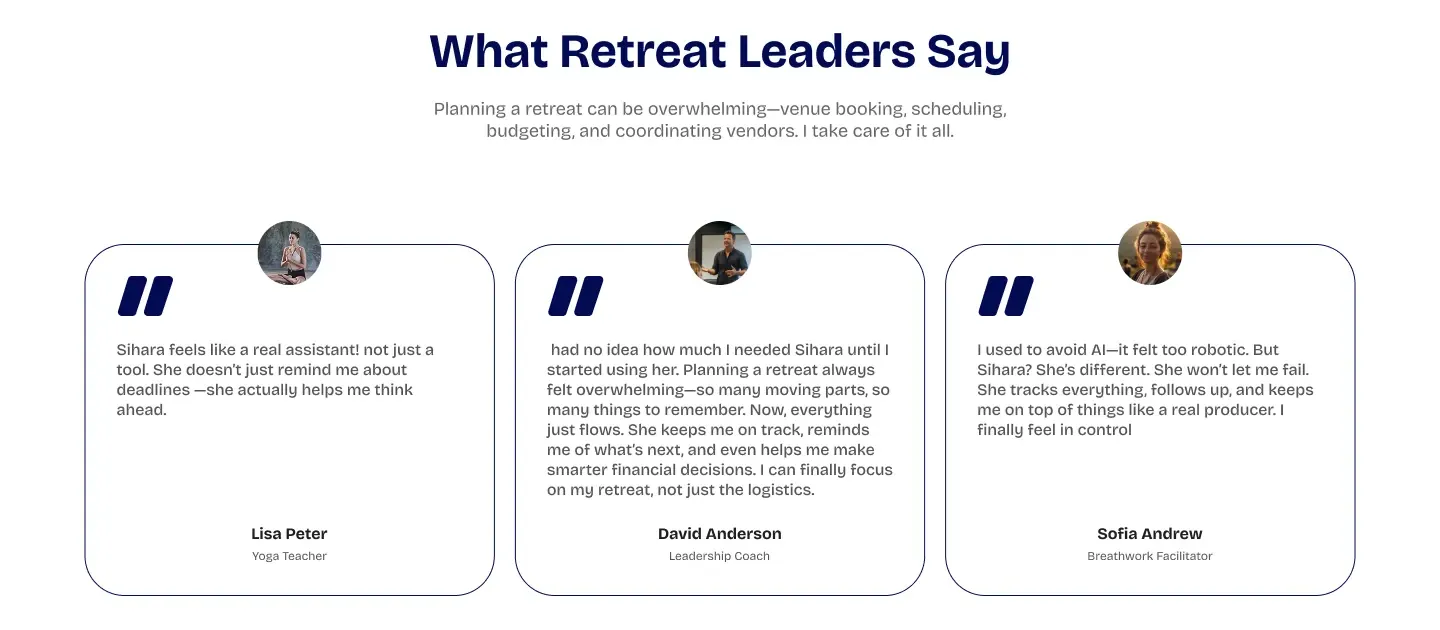 What Retreat Leaders Say
Planning a retreat can be overwhelming—venue booking, scheduling,
budgeting, and coordinating vendors. I take care of it all.
Sihara feels like a real assistant! not just a
tool. She doesn’t just remind me about
deadlines —she actually helps me think
ahead.
Lisa Peter
Yoga Teacher
had no idea how much I needed Sihara until I
started using her. Planning a retreat always
felt overwhelming—so many moving parts, so
many things to remember. Now, everything
just flows. She keeps me on track, reminds
me of what’s next, and even helps me make
smarter financial decisions. I can finally focus
on my retreat, not just the logistics.
David Anderson
Leadership Coach
I used to avoid AI—it felt too robotic. But
Sihara? She’s different. She won’t let me fail.
She tracks everything, follows up, and keeps
me on top of things like a real producer. I
finally feel in control
Sofia Andrew
Breathwork Facilitator